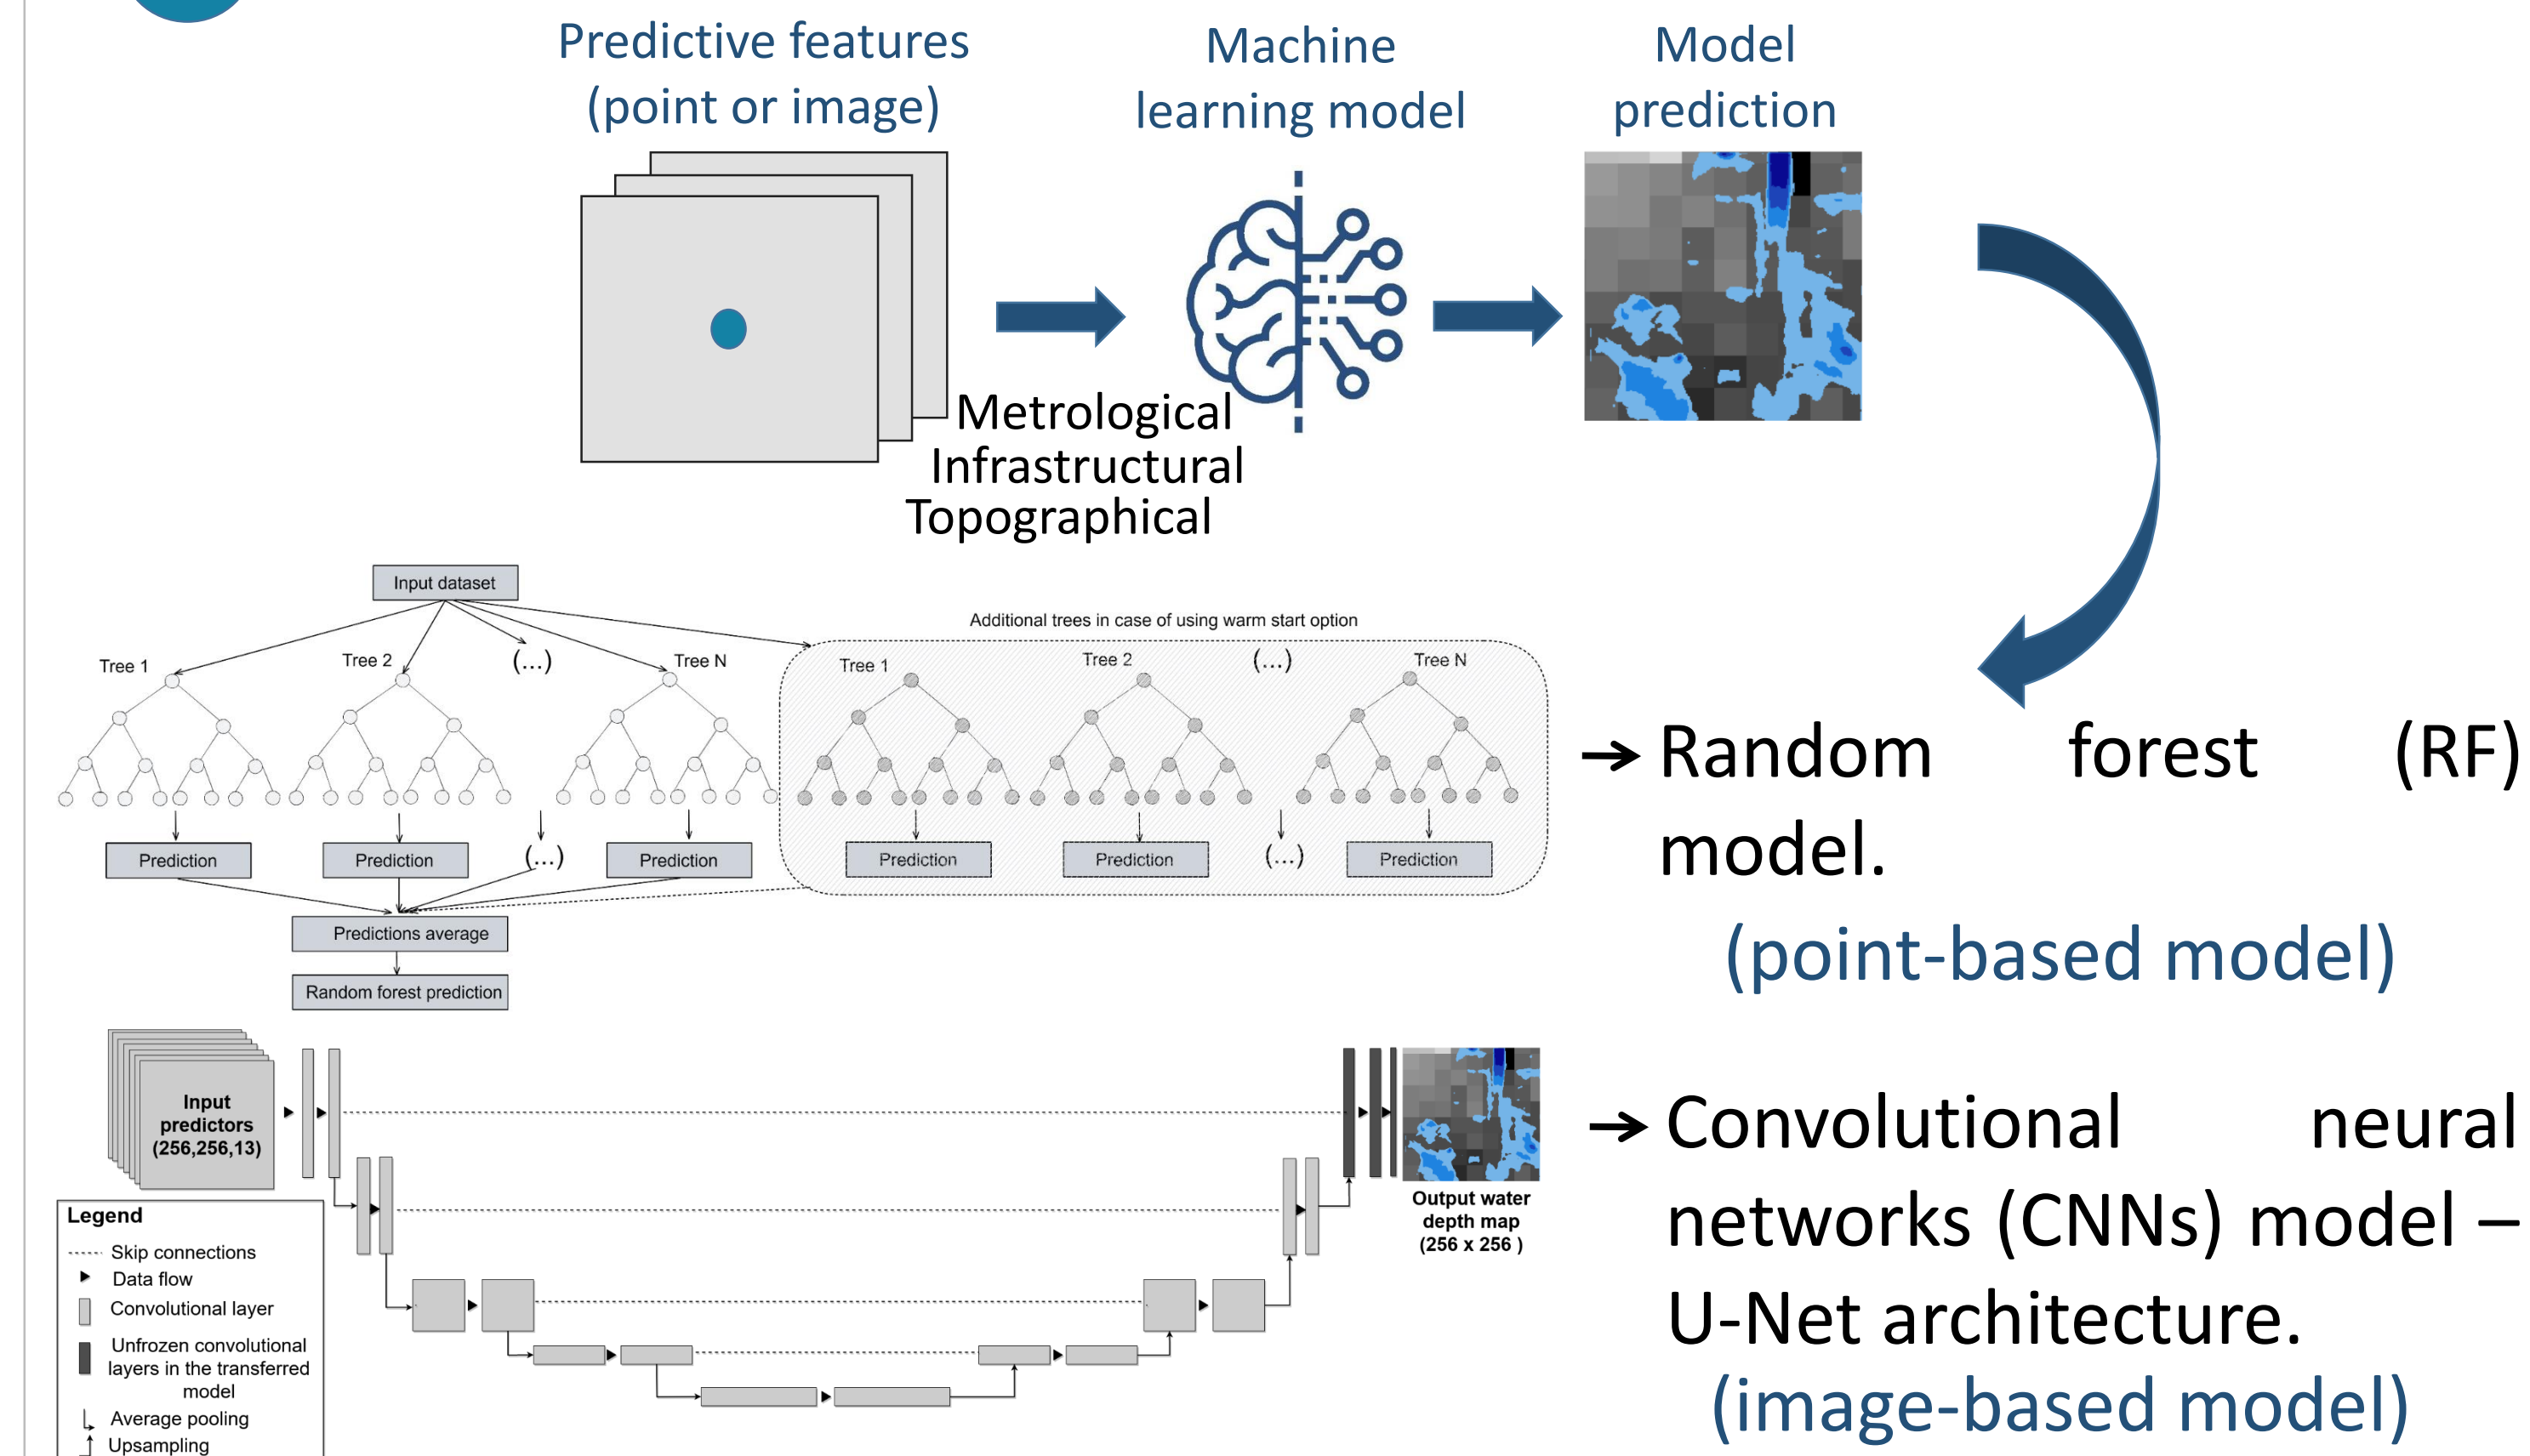 Predictive features
(point or image)
Machine
learning model
Model
prediction
Metrological
Infrastructural
Topographical
Input dataset
Additional trees in case of using warm start option
Tree 1
Tree 2
(...)
Tree N
Tree 1
Tree 2
(...)
Tree N
Prediction
Prediction
(...)
Prediction
Prediction
Prediction
(...)
Prediction
Predictions average
Random forest prediction
→ Random forest (RF)
model.
(point-based model)
Input
predictors
(256,256,13)
Output water
depth map
(256 x 256 )
Legend
Skip connections
Data flow
Convolutional layer
Unfrozen convolutional
layers in the transferred
model
Average pooling
Upsampling
→ Convolutional neural
networks (CNNs) model –
U-Net architecture.
(image-based model)